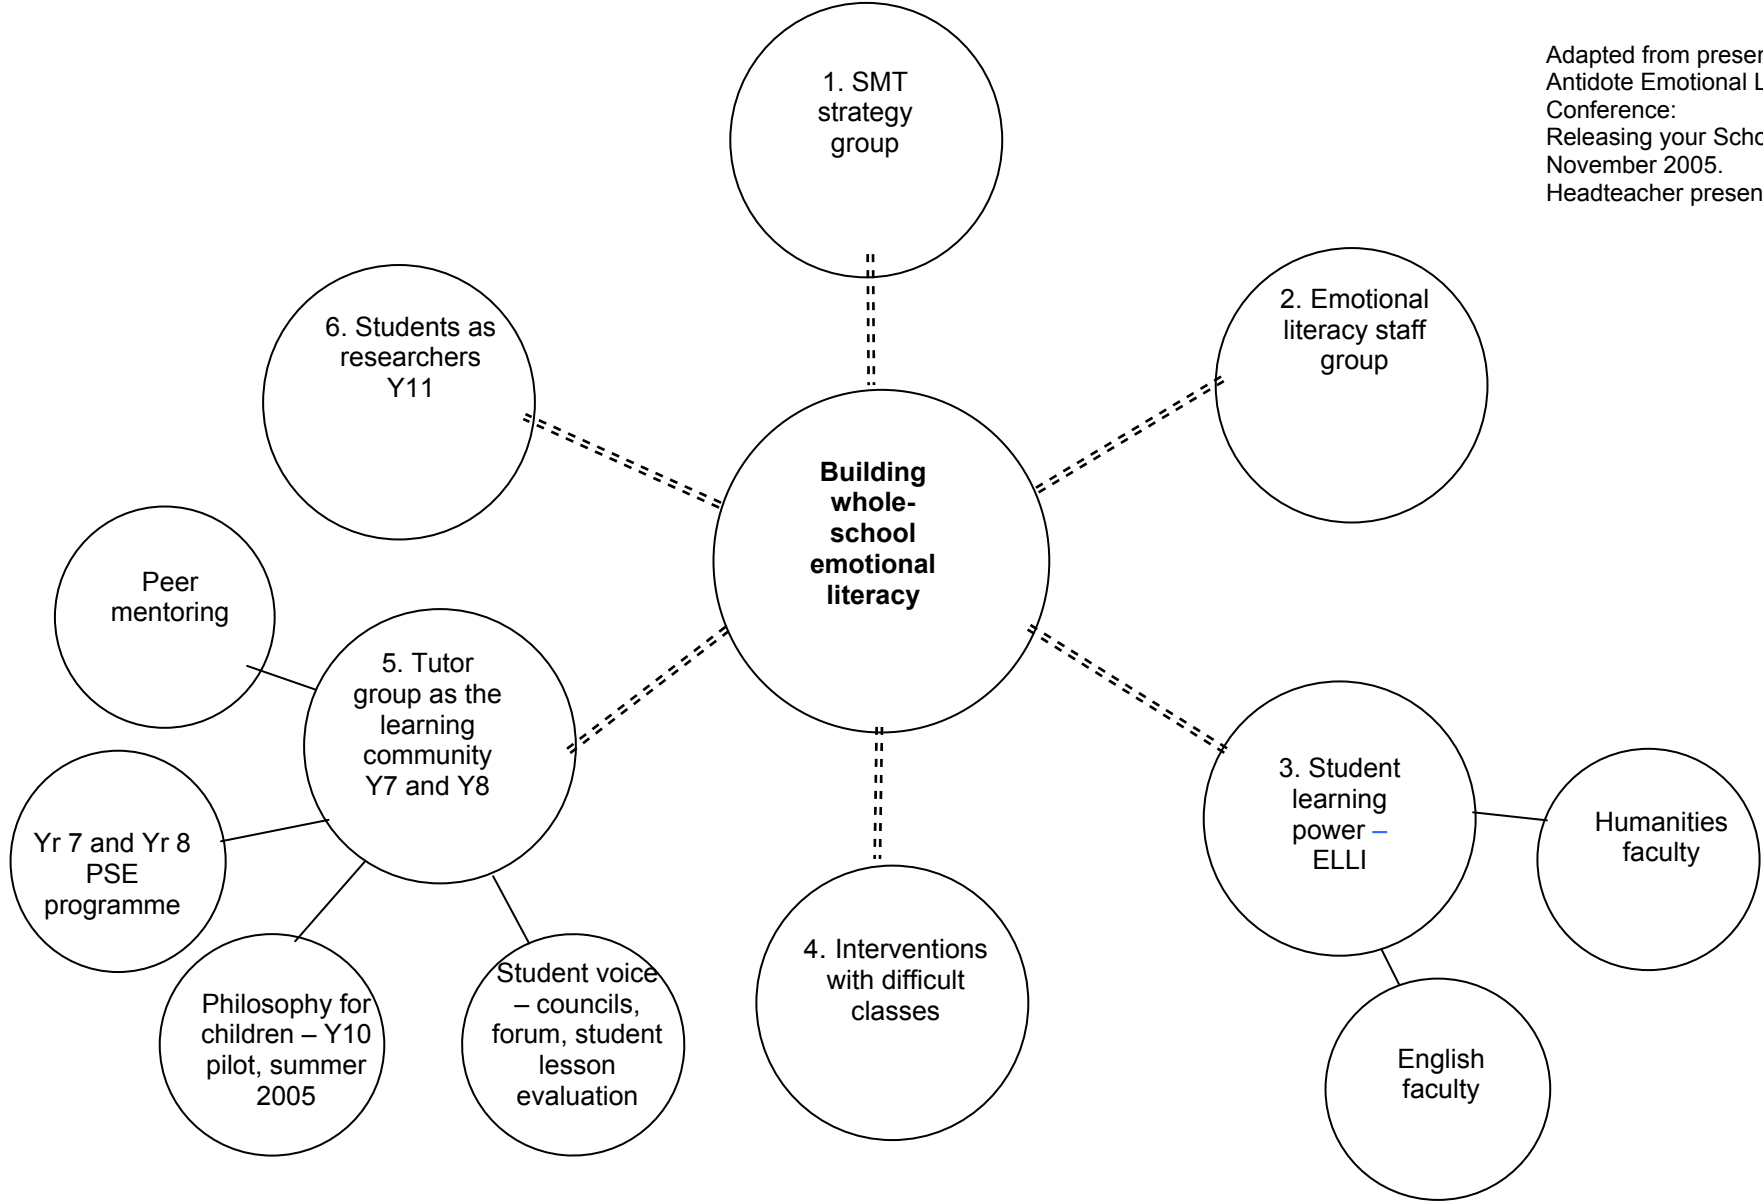 Adapted from
Antidote Emotional
Conference:
Releasing your
November 2005.
Headteacher
1. SMT
strategy
group
2. Emotional
literacy staff
group
6. Students as
researchers
Y11
Building
whole-
school
emotional
literacy
Peer
mentoring
5. Tutor
group as the
learning
community
Y7 and Y8
3. Student
learning
power –
ELLI
Humanities
faculty
Yr 7 and Yr 8
PSE
programme
4. Interventions
with difficult
classes
Philosophy for
children – Y10
pilot, summer
2005
Student voice
– councils,
forum, student
lesson
evaluation
English
faculty